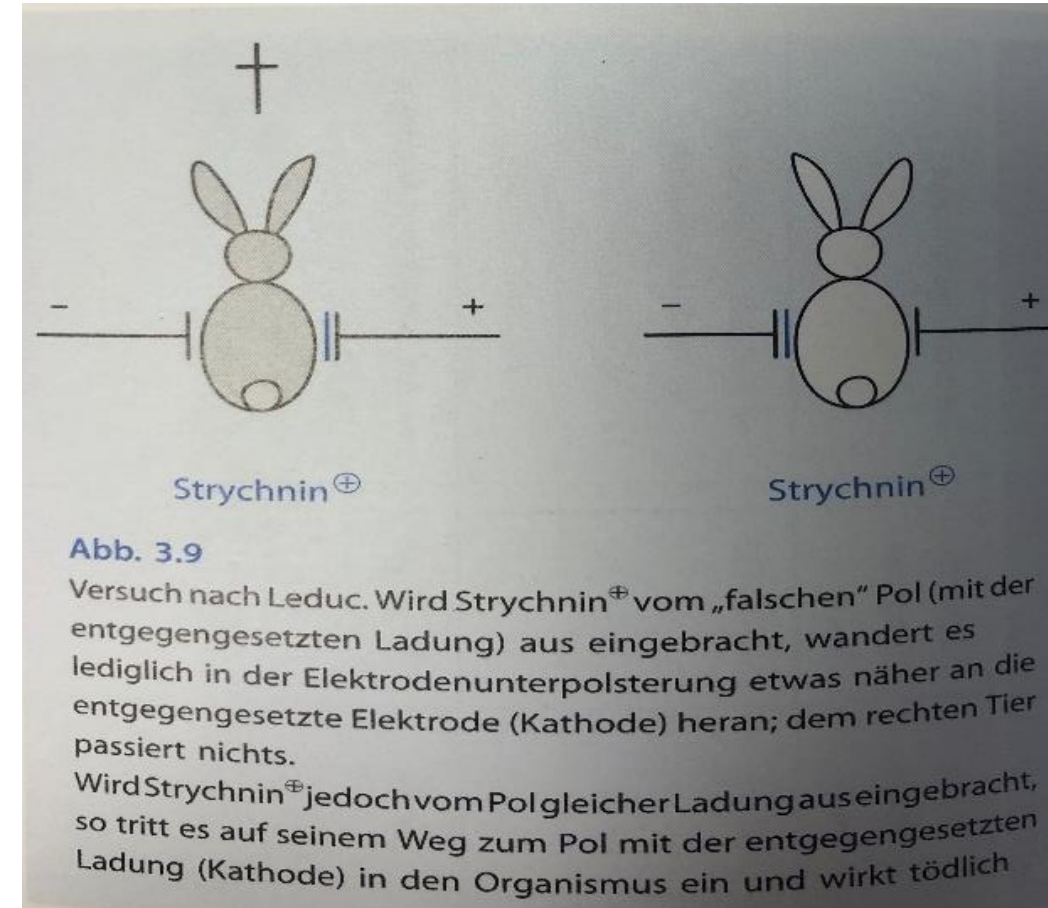 − + − +
Strychnin⊕ Strychnin⊕
Abb. 3.9
Versuch nach Leduc. Wird Strychnin⊕ vom „falschen“ Pol (mit der
entgegengesetzten Ladung) aus eingebracht, wandert es
lediglich in der Elektrodenunterpolsterung etwas näher an die
entgegengesetzte Elektrode (Kathode) heran; dem rechten Tier
passiert nichts.
Wird Strychnin⊕ jedoch vom Pol gleicher Ladung aus eingebracht,
so tritt es auf seinem Weg zum Pol mit der entgegengesetzten
Ladung (Kathode) in den Organismus ein und wirkt tödlich